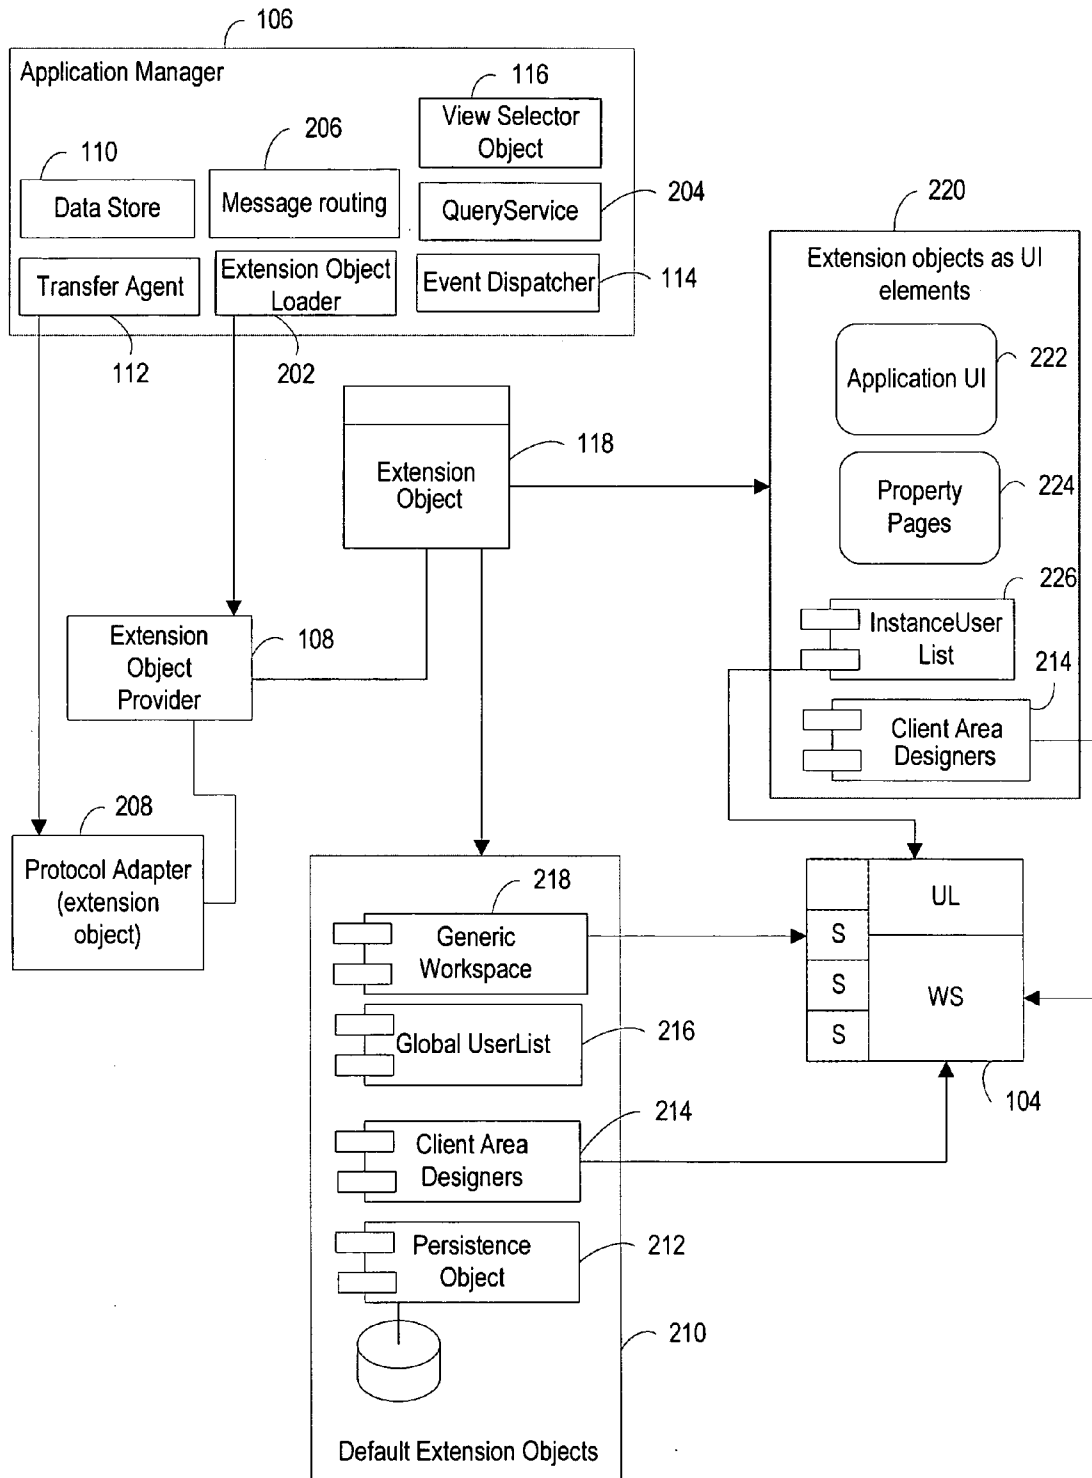 106
Application Manager
116
View Selector
Object
110
206
Data Store
Message routing
QueryService
204
220
Transfer Agent
Extension Object
Loader
Event Dispatcher
114
Extension objects as UI
elements
112
202
Application UI
222
118
Extension
Object
Property
Pages
224
226
InstanceUser
List
Extension
Object
Provider
108
214
Client Area
Designers
208
Protocol Adapter
(extension
object)
218
Generic
Workspace
UL
S
S
WS
S
Global UserList
216
104
214
Client Area
Designers
Persistence
Object
212
210
Default Extension Objects